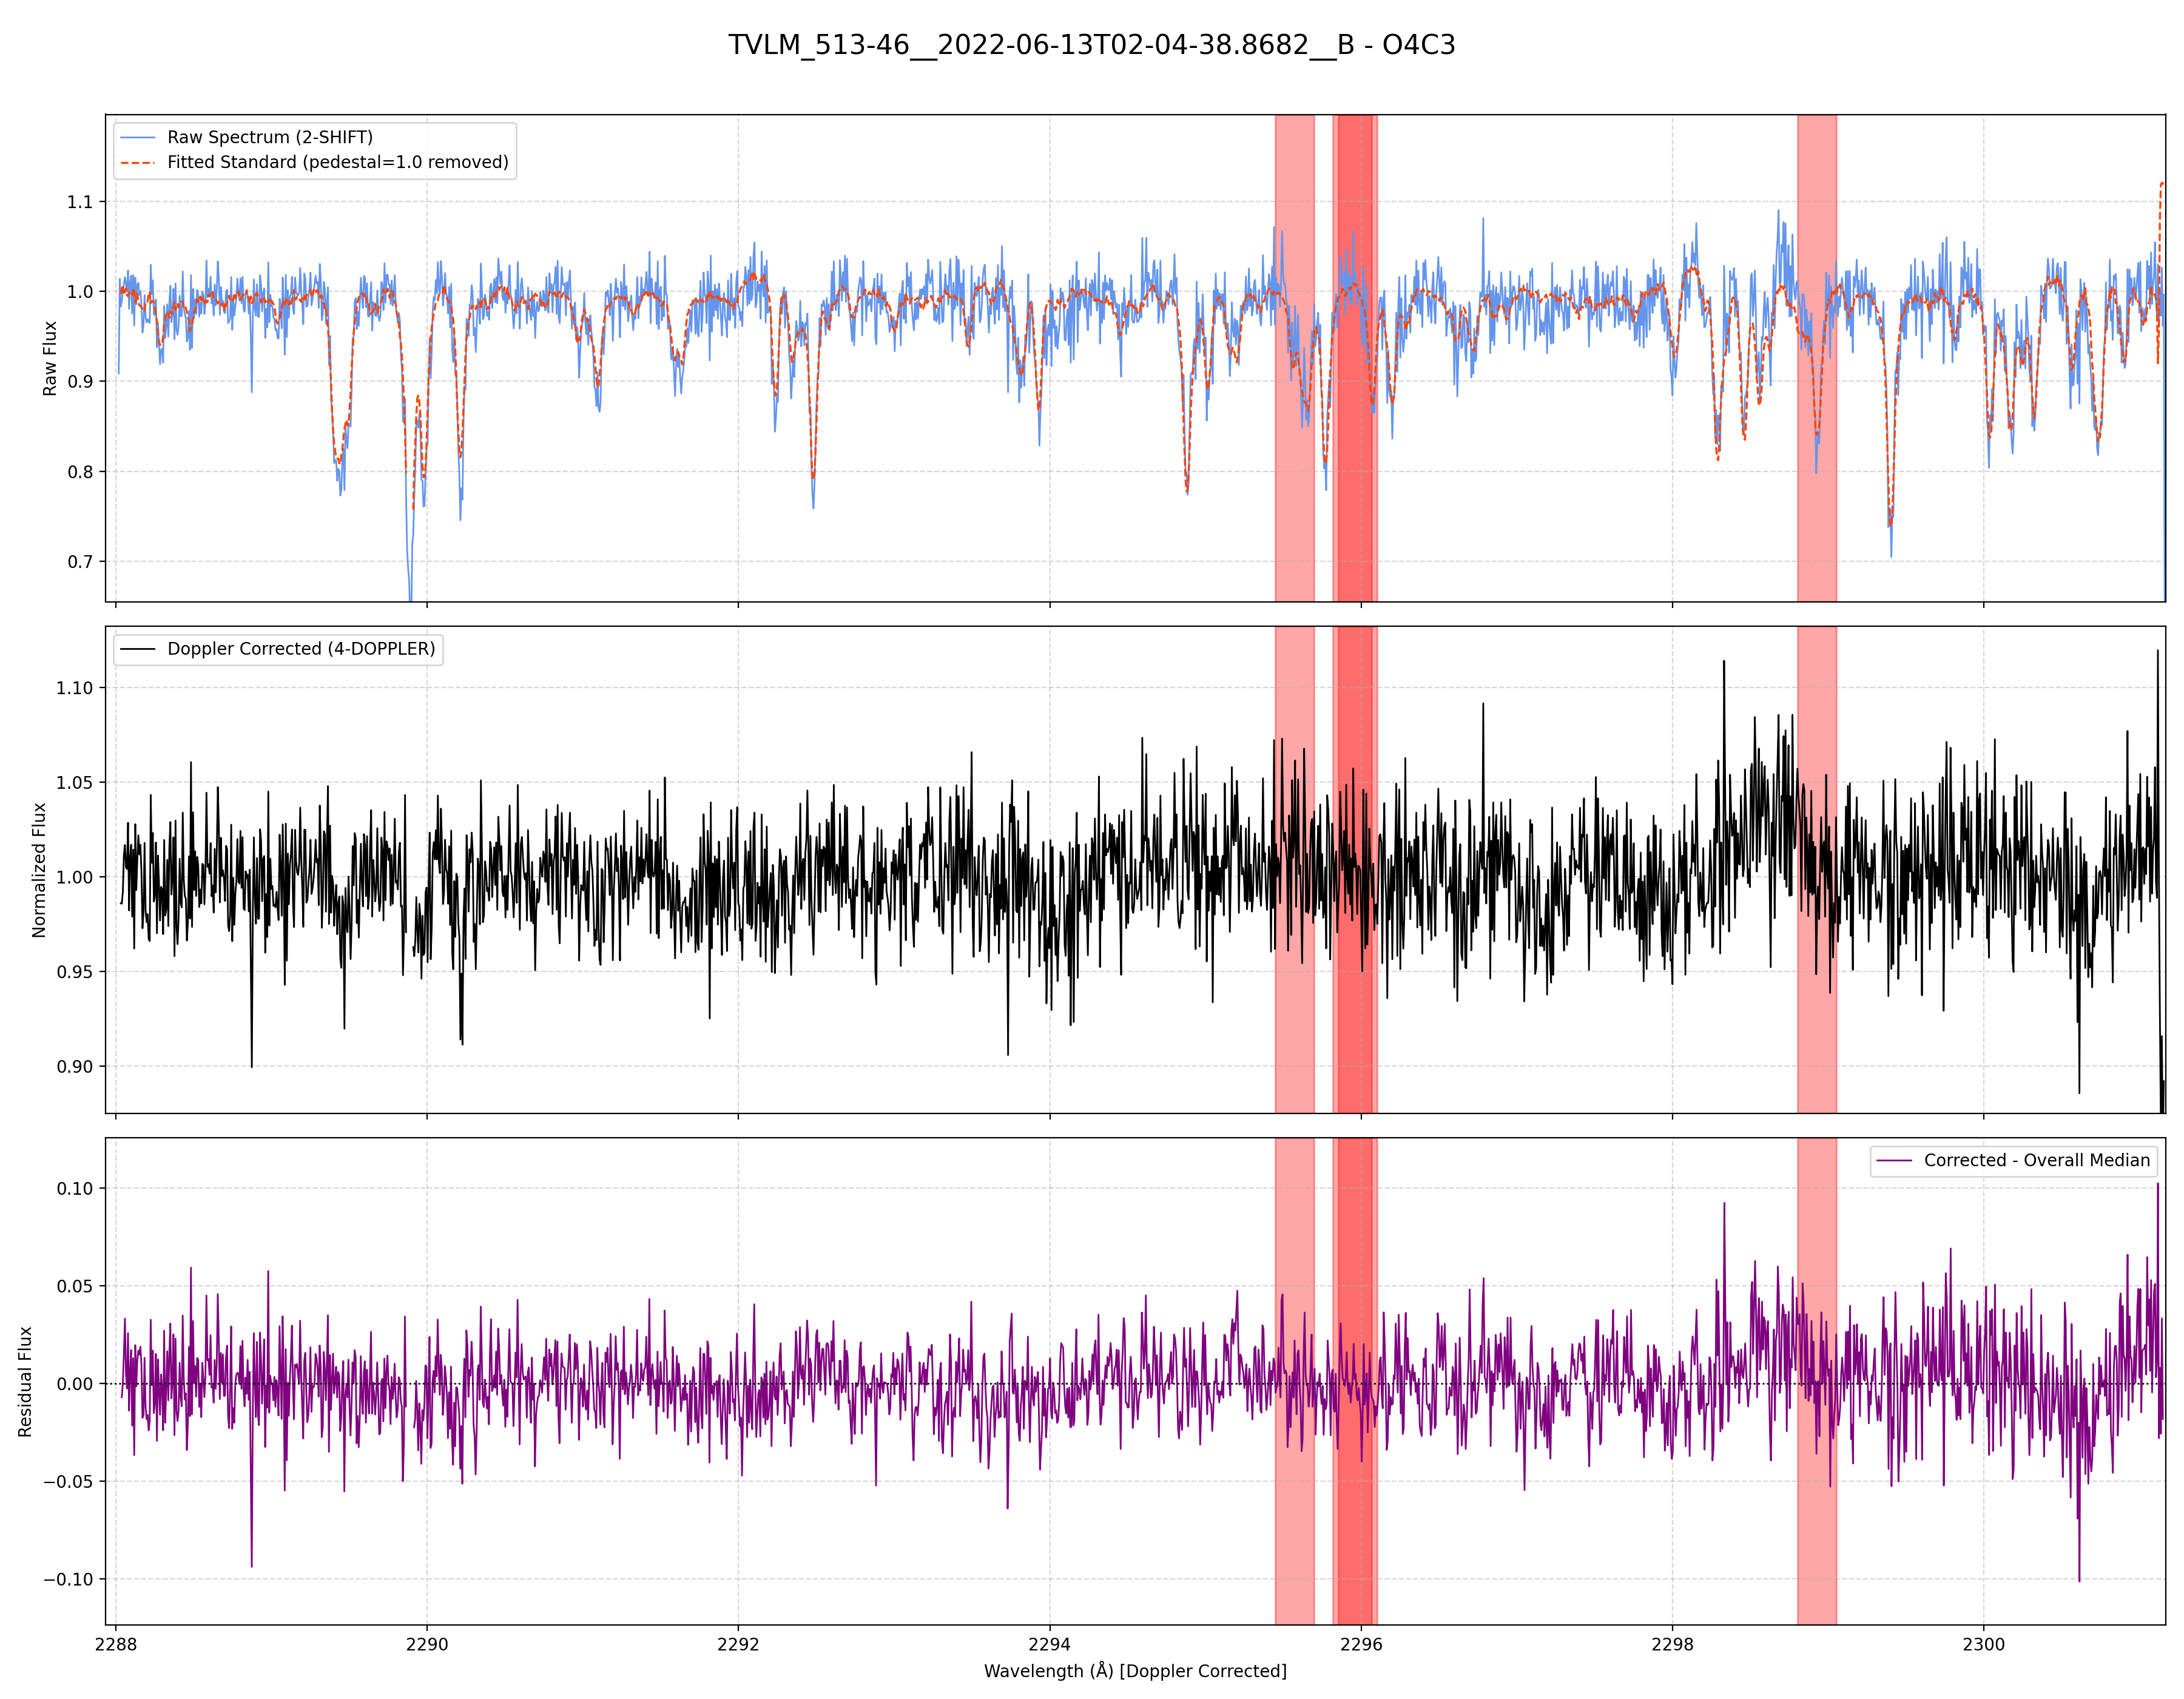 TVLM_513-46__2022-06-13T02-04-38.8682__B - O4C3
Raw Spectrum (2-SHIFT)
Fitted Standard (pedestal=1.0 removed)
Raw Flux
1.1
1.0
0.9
0.8
0.7
Doppler Corrected (4-DOPPLER)
Normalized Flux
1.10
1.05
1.00
0.95
0.90
Corrected - Overall Median
Residual Flux
0.10
0.05
0.00
−0.05
−0.10
2288 2290 2292 2294 2296 2298 2300
Wavelength (Å) [Doppler Corrected]